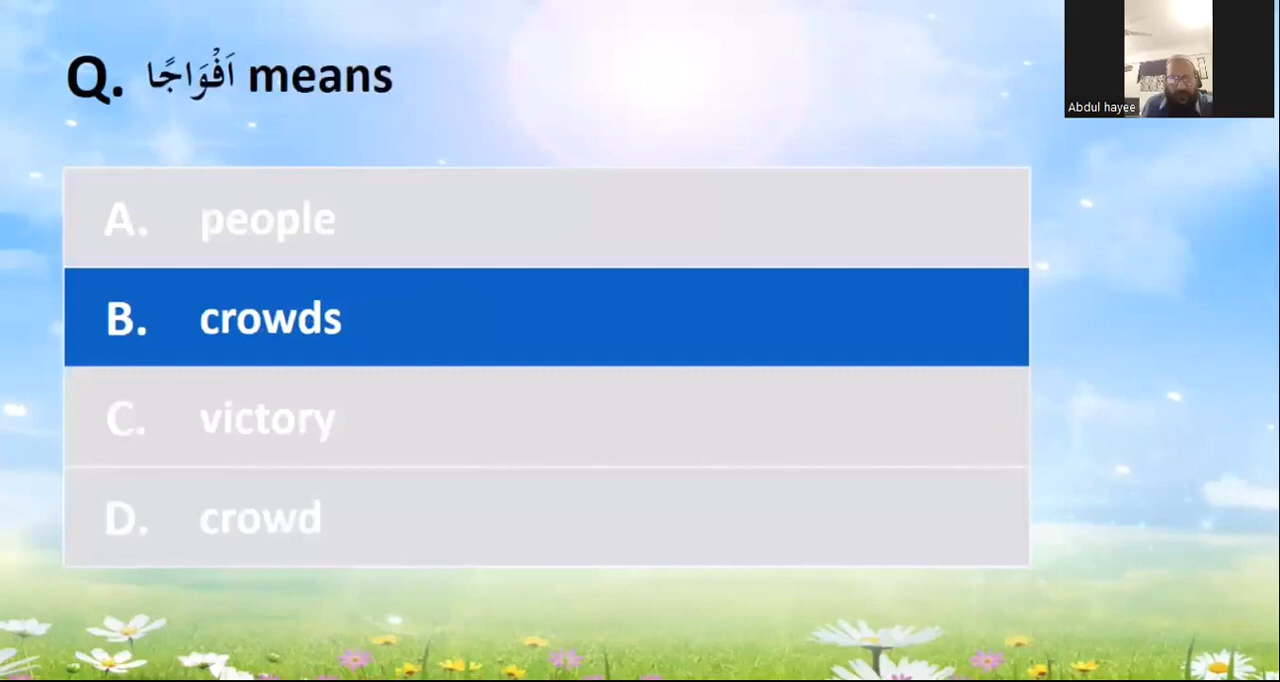 Q. اَفْوَاجًا means
Abdul hayee
A. people
B. crowds
C. victory
D. crowd